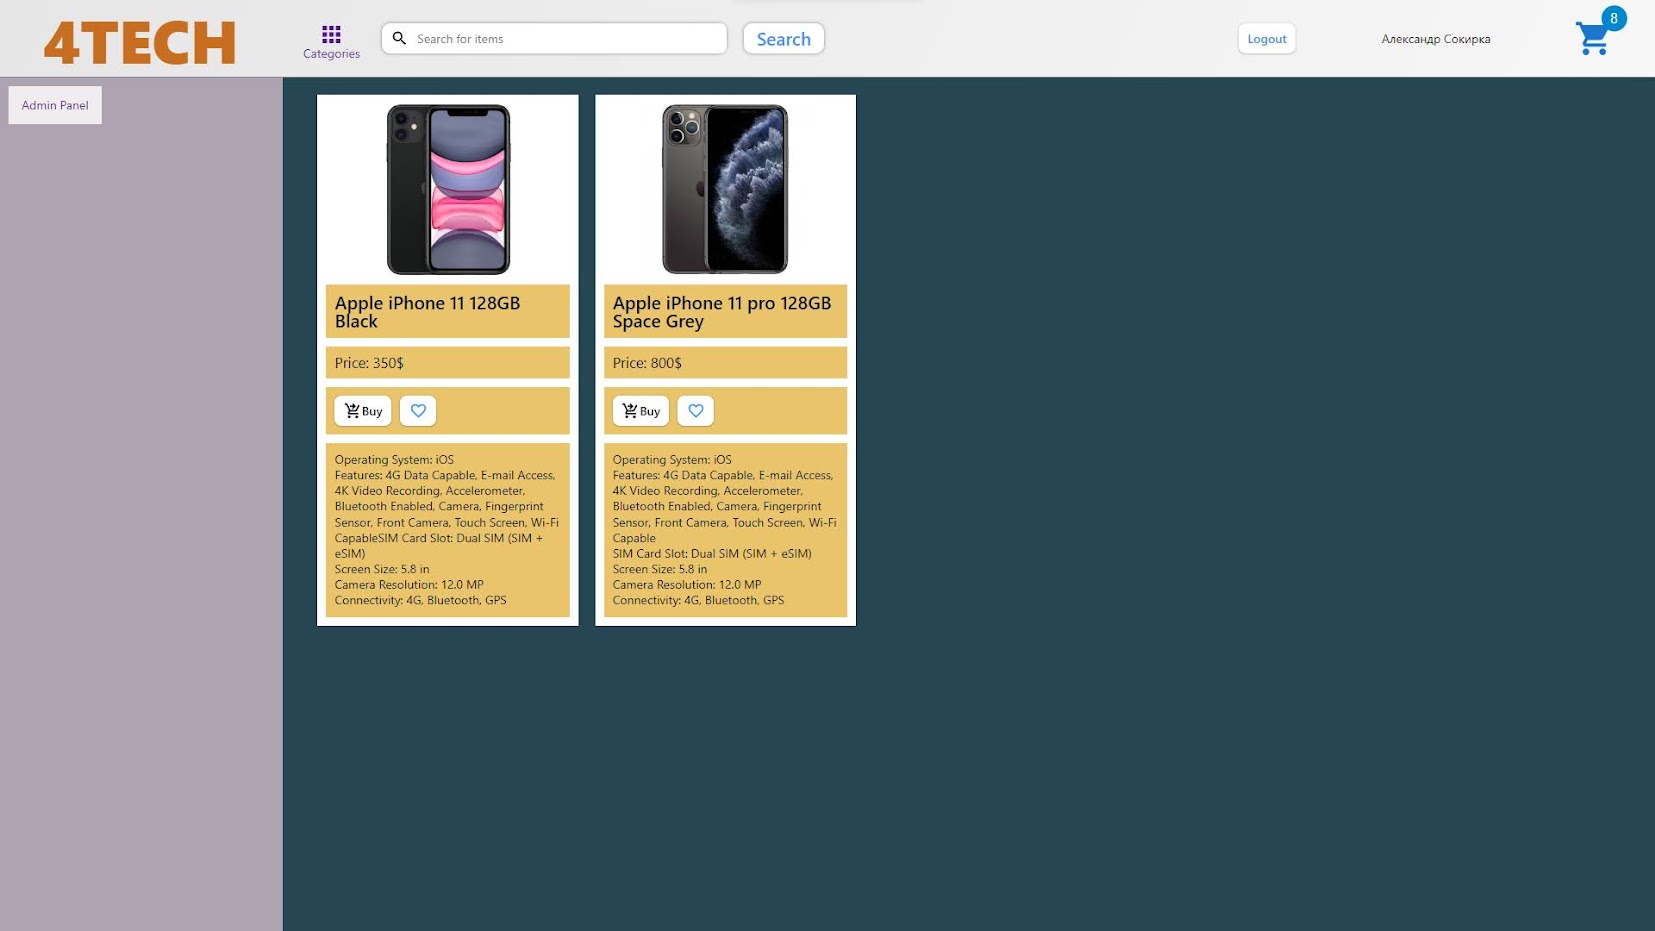 4TECH
Categories
Search for items
Search
Logout
Александр Сокирка
8
Admin Panel
Apple iPhone 11 128GB
Black
Price: 350$
Buy
Operating System: iOS
Features: 4G Data Capable, E-mail Access,
4K Video Recording, Accelerometer,
Bluetooth Enabled, Camera, Fingerprint
Sensor, Front Camera, Touch Screen, Wi-Fi
CapableSIM Card Slot: Dual SIM (SIM +
eSIM)
Screen Size: 5.8 in
Camera Resolution: 12.0 MP
Connectivity: 4G, Bluetooth, GPS
Apple iPhone 11 pro 128GB
Space Grey
Price: 800$
Buy
Operating System: iOS
Features: 4G Data Capable, E-mail Access,
4K Video Recording, Accelerometer,
Bluetooth Enabled, Camera, Fingerprint
Sensor, Front Camera, Touch Screen, Wi-Fi
Capable
SIM Card Slot: Dual SIM (SIM + eSIM)
Screen Size: 5.8 in
Camera Resolution: 12.0 MP
Connectivity: 4G, Bluetooth, GPS